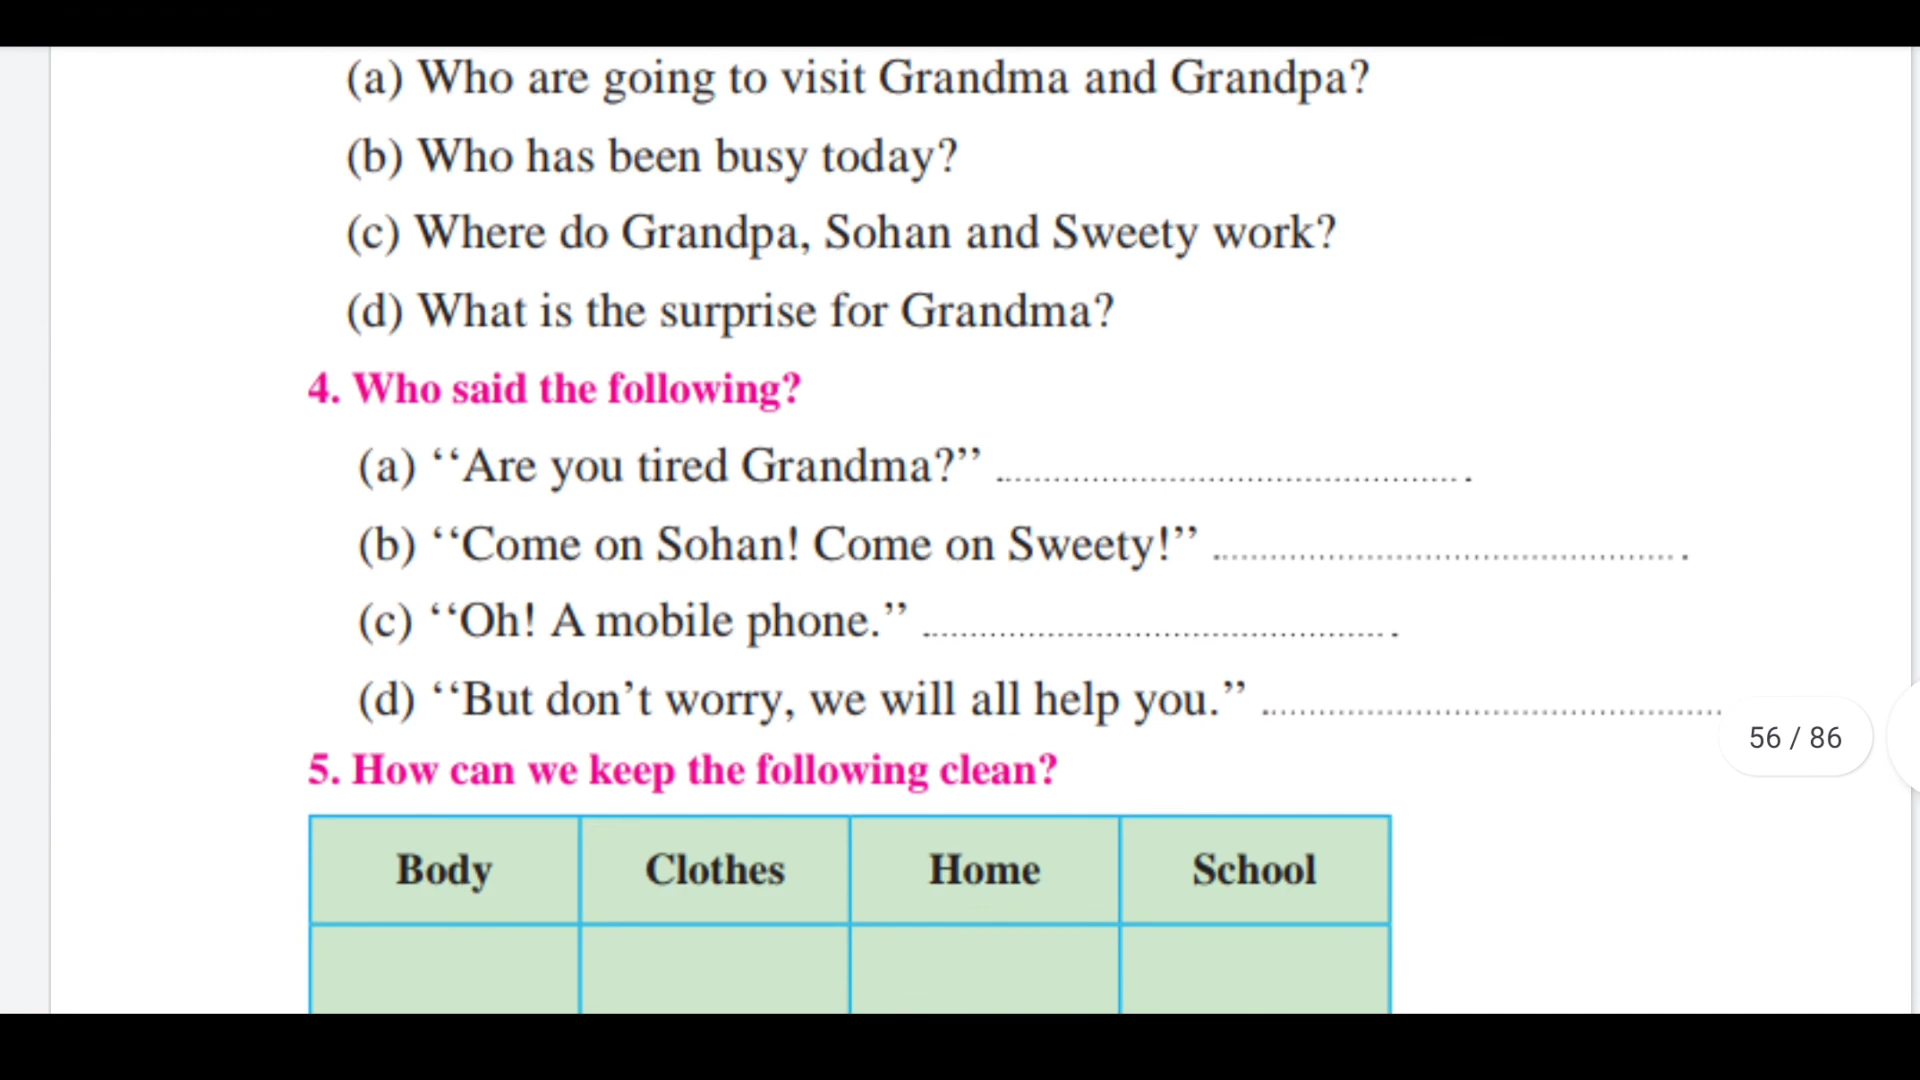 (a) Who are going to visit Grandma and Grandpa?
(b) Who has been busy today?
(c) Where do Grandpa, Sohan and Sweety work?
(d) What is the surprise for Grandma?
4. Who said the following?
(a) ‘‘Are you tired Grandma?’’ ................................................ .
(b) ‘‘Come on Sohan! Come on Sweety!’’ ................................................ .
(c) ‘‘Oh! A mobile phone.’’ ................................................ .
(d) ‘‘But don’t worry, we will all help you.’’ ................................................
56 / 86
5. How can we keep the following clean?
Body Clothes Home School